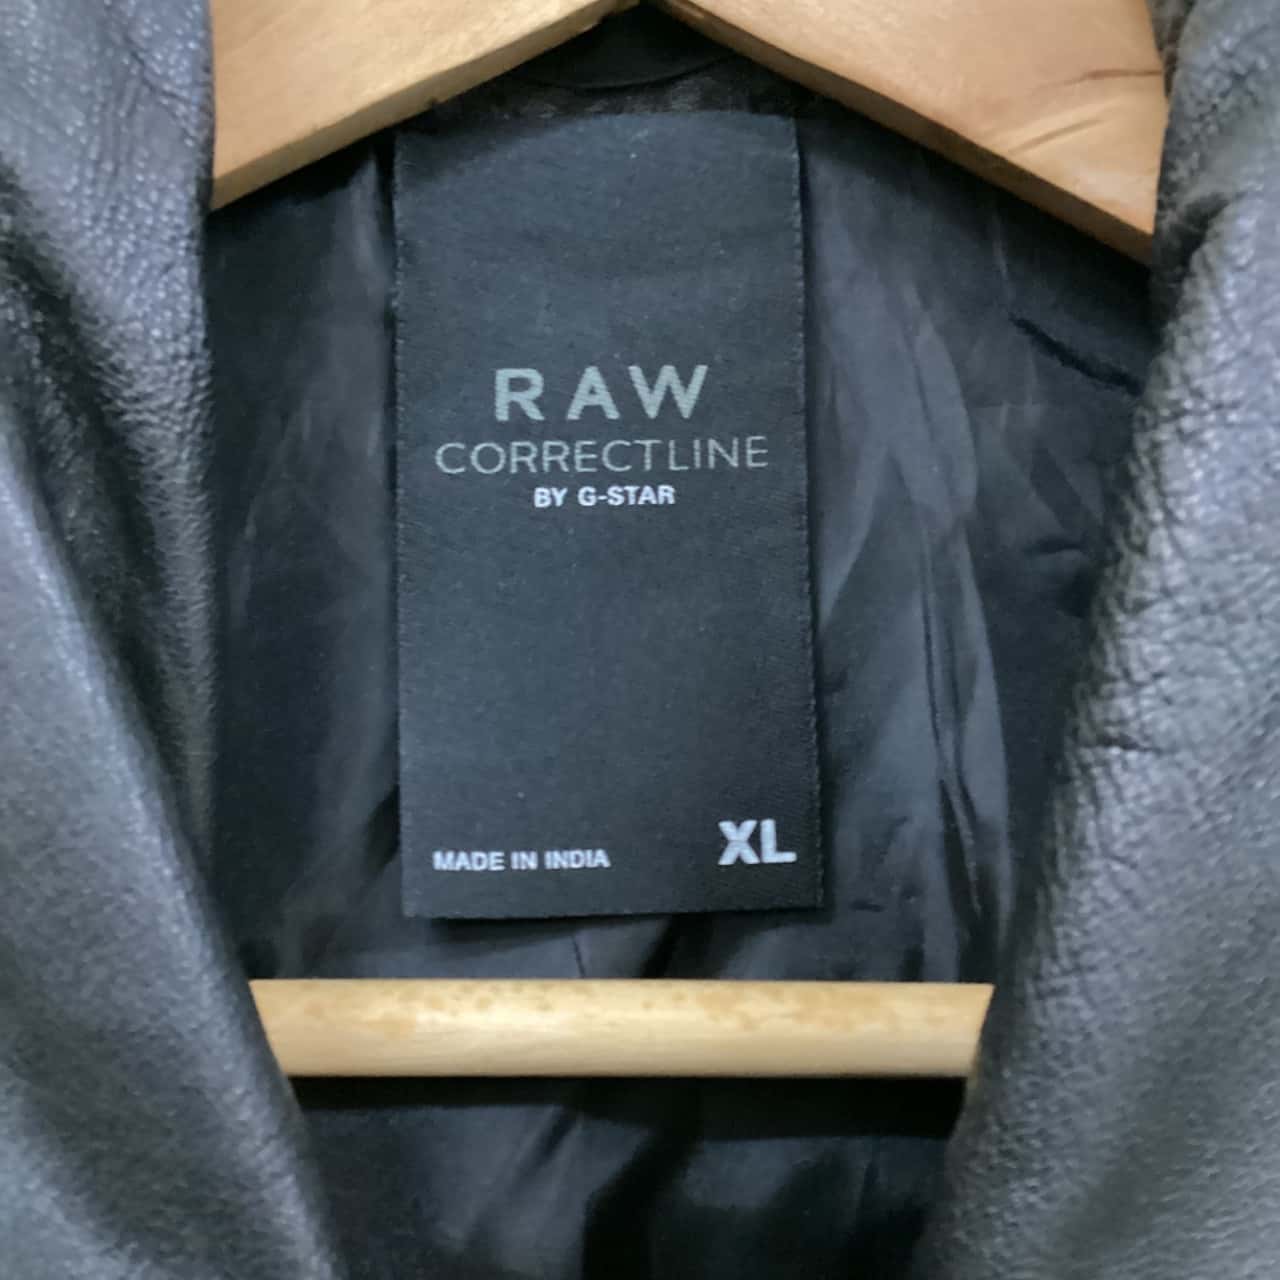 RAW
CORRECTLINE
BY G-STAR
MADE IN INDIA
XL